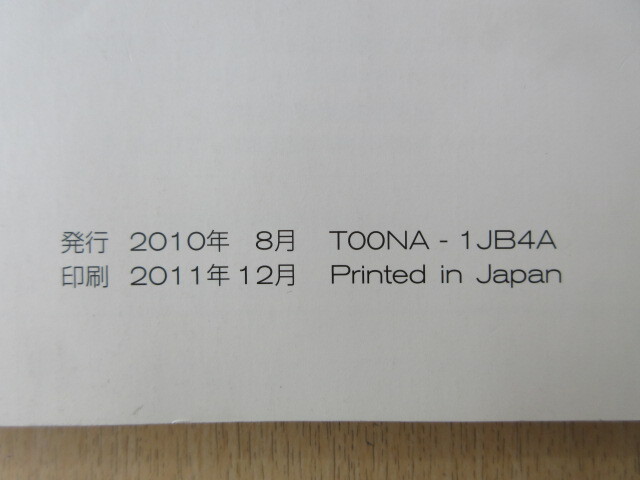 発行 2010年 8月 T00NA - 1JB4A
印刷 2011年 12月 Printed in Japan